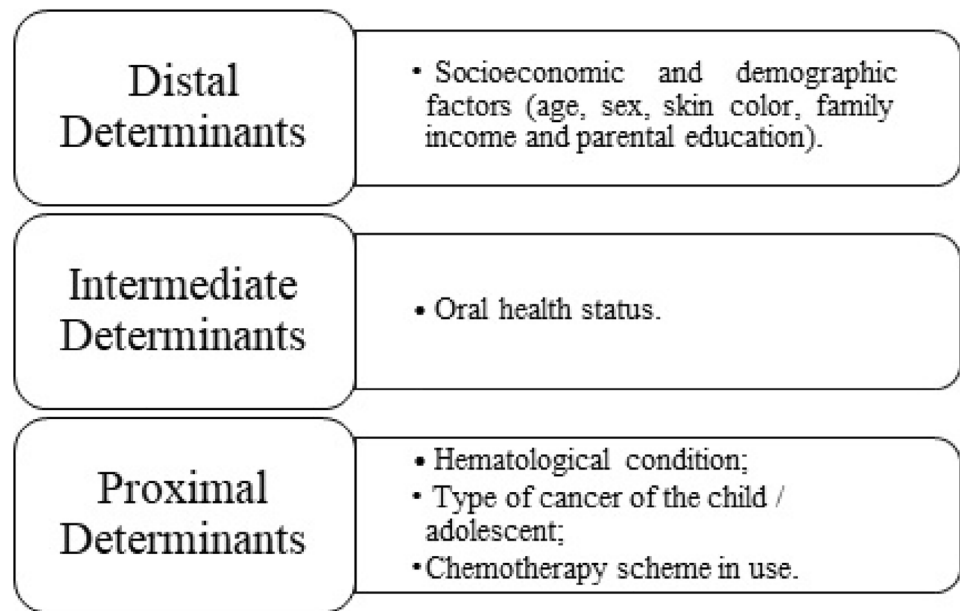 Distal
Determinants
• Socioeconomic and demographic
factors (age, sex, skin color, family
income and parental education).
Intermediate
Determinants
• Oral health status.
Proximal
Determinants
• Hematological condition;
• Type of cancer of the child /
adolescent;
• Chemotherapy scheme in use.